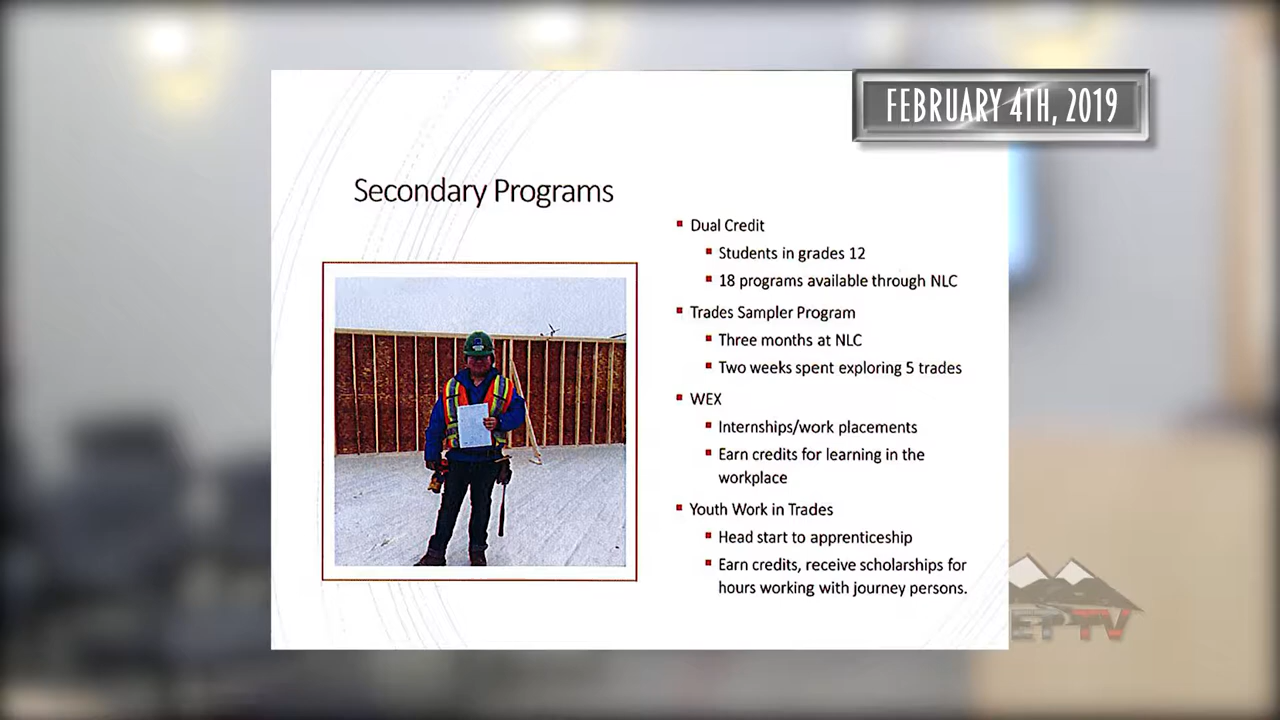 FEBRUARY 4TH, 2019
Secondary Programs
Dual Credit
Students in grades 12
18 programs available through NLC
Trades Sampler Program
Three months at NLC
Two weeks spent exploring 5 trades
WEX
Internships/work placements
Earn credits for learning in the
workplace
Youth Work in Trades
Head start to apprenticeship
Earn credits, receive scholarships for
hours working with journey persons.
TV